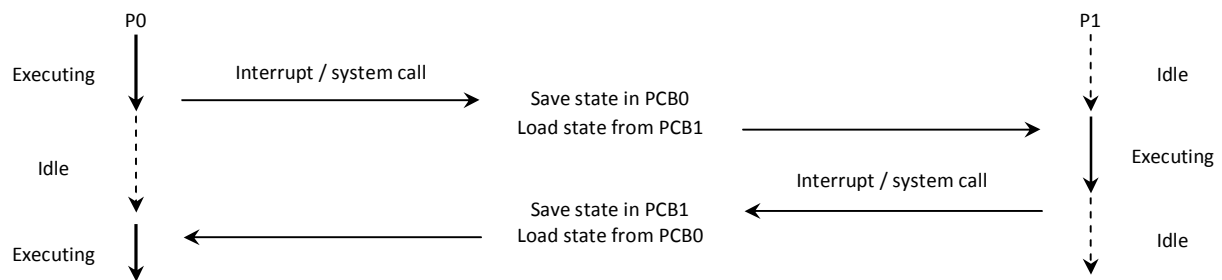 P0
P1
Executing
Interrupt / system call
Idle
Save state in PCB0
Load state from PCB1
Idle
Executing
Interrupt / system call
Save state in PCB1
Load state from PCB0
Executing
Idle